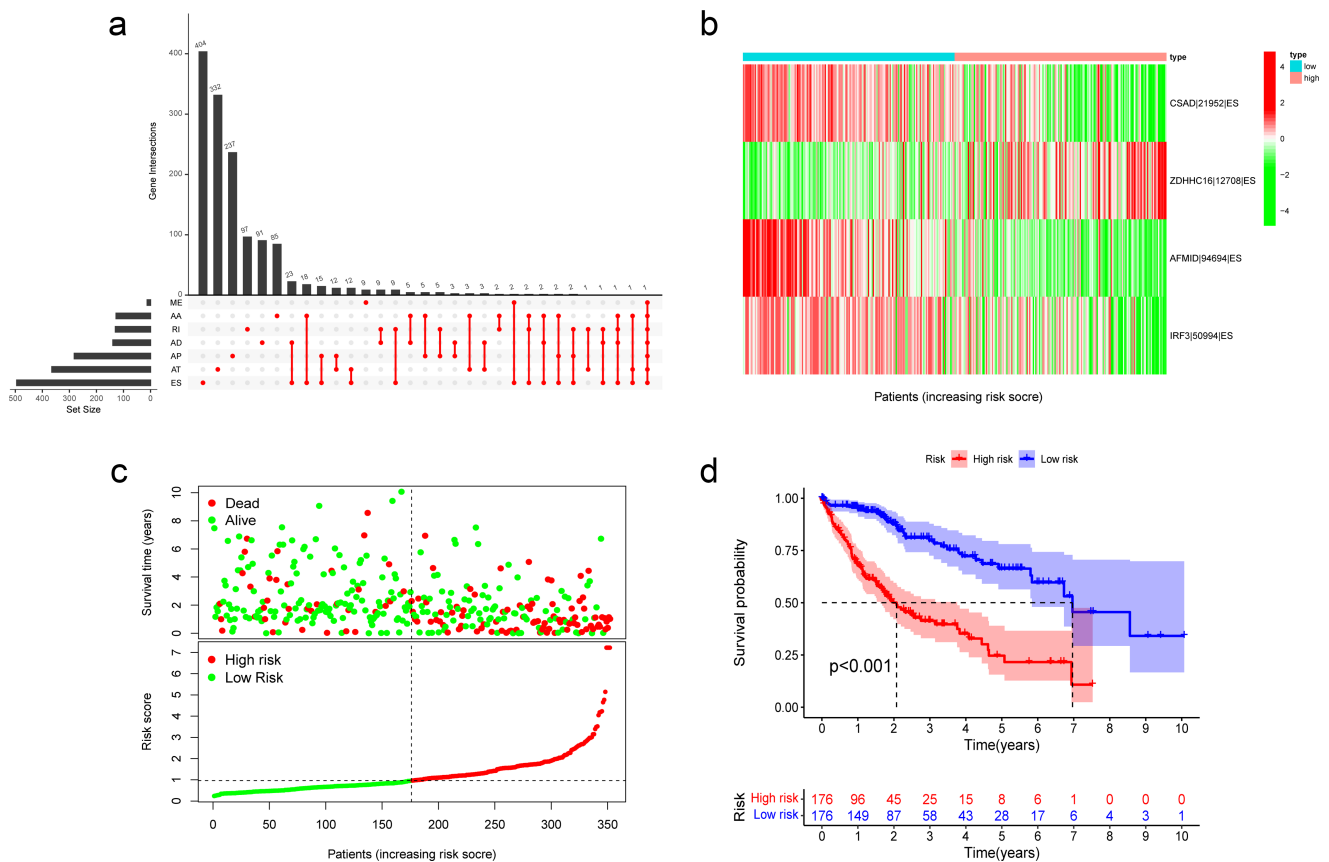 a
Gene Intersections
400
300
200
100
0
404
332
237
97
91
85
23
18
15
12
12
9
9
9
5
5
5
3
3
3
2
2
2
2
2
2
1
1
1
1
1
ME
AA
RI
AD
AP
AT
ES
500 400 300 200 100 0
Set Size
b
type
CSAD|21952|ES
ZDHHC16|12708|ES
AFMID|94694|ES
IRF3|50994|ES
Patients (increasing risk socre)
4
2
0
−2
−4
type
low
high
c
Survival time (years)
10
8
6
4
2
0
Dead
Alive
Risk score
7
6
5
4
3
2
1
0
High risk
Low Risk
0 50 100 150 200 250 300 350
Patients (increasing risk socre)
d
Risk High risk Low risk
Survival probability
1.00
0.75
0.50
0.25
0.00
p<0.001
0 1 2 3 4 5 6 7 8 9 10
Time(years)
Risk
High risk 176 96 45 25 15 8 6 1 0 0 0
Low risk 176 149 87 58 43 28 17 6 4 3 1
0 1 2 3 4 5 6 7 8 9 10
Time(years)